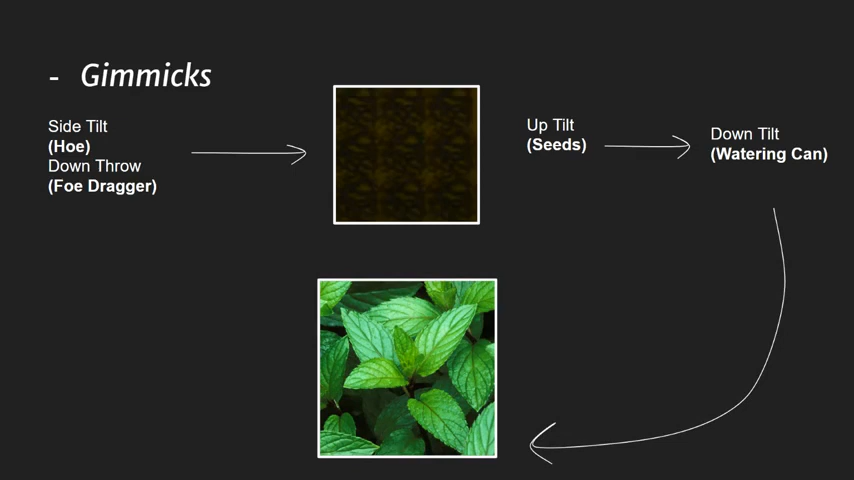 - Gimmicks
Side Tilt
(Hoe)
Down Throw
(Foe Dragger)
Up Tilt
(Seeds)
Down Tilt
(Watering Can)